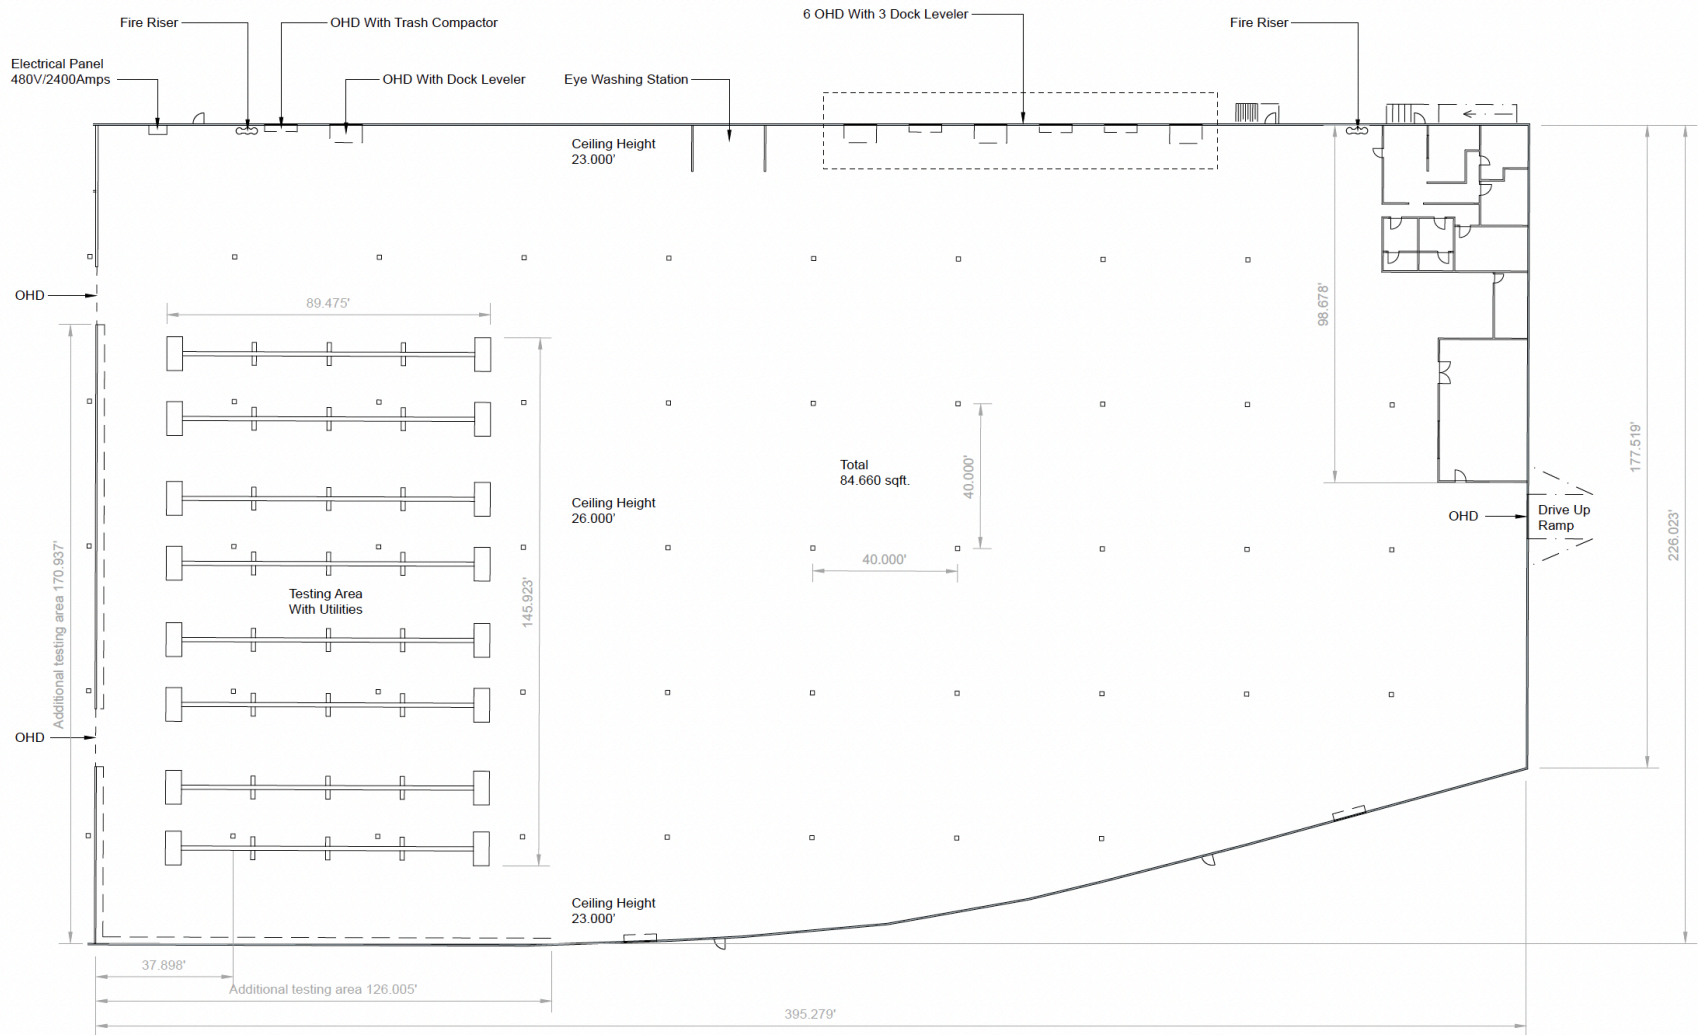 6 OHD With 3 Dock Leveler
Fire Riser
OHD With Trash Compactor
Fire Riser
Electrical Panel
480V/2400Amps
OHD With Dock Leveler
Eye Washing Station
Ceiling Height
23.000'
OHD
89.475'
98.678'
177.519'
Total
84.660 sqft.
40.000'
Ceiling Height
26.000'
OHD
Drive Up
Ramp
226.023'
40.000'
Additional testing area 170.937'
Testing Area
With Utilities
145.923'
OHD
Ceiling Height
23.000'
37.898'
Additional testing area 126.005'
395.279'